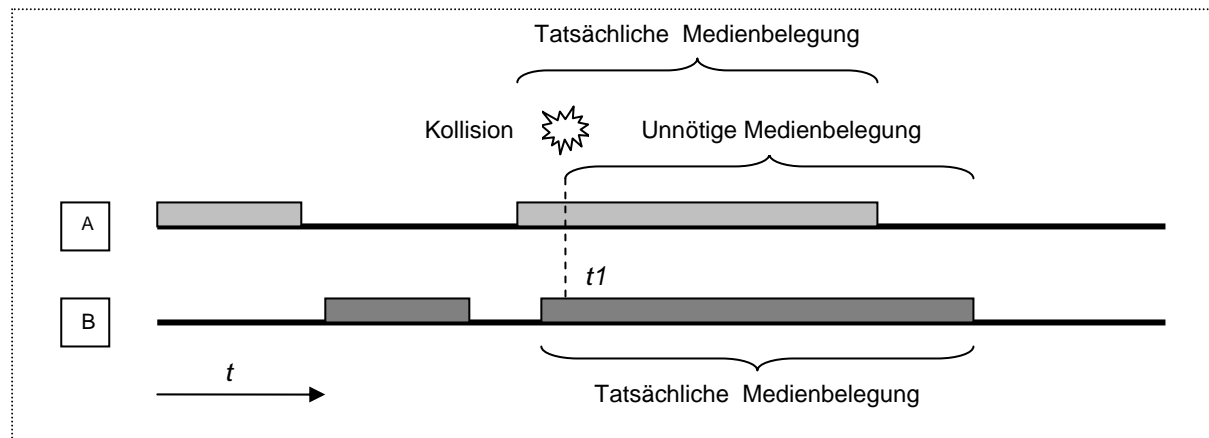 Tatsächliche Medienbelegung
Kollision Unnötige Medienbelegung
A
t1
B
t
Tatsächliche Medienbelegung